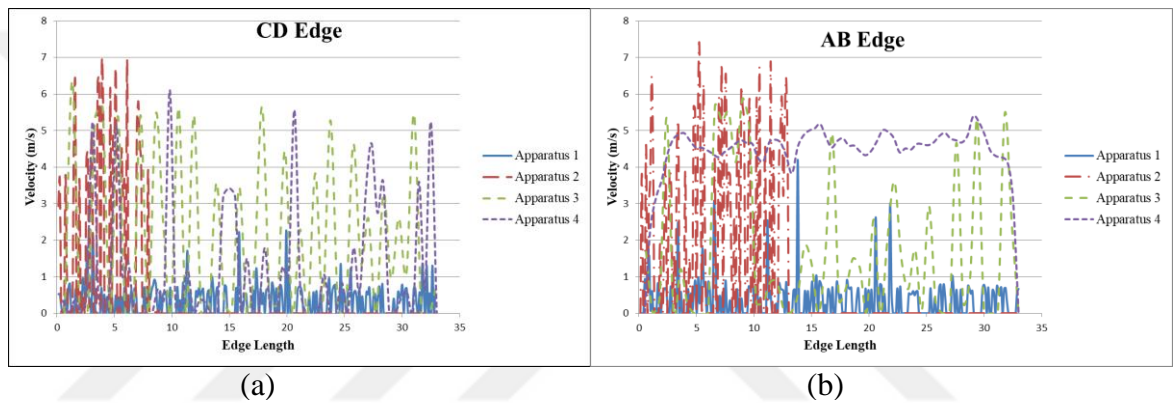 CD Edge
8
7
6
5
4
3
2
1
0
Velocity (m/s)
0 5 10 15 20 25 30 35
Edge Length
Apparatus 1
Apparatus 2
Apparatus 3
Apparatus 4
(a)
AB Edge
8
7
6
5
4
3
2
1
0
Velocity (m/s)
0 5 10 15 20 25 30 35
Edge Length
Apparatus 1
Apparatus 2
Apparatus 3
Apparatus 4
(b)